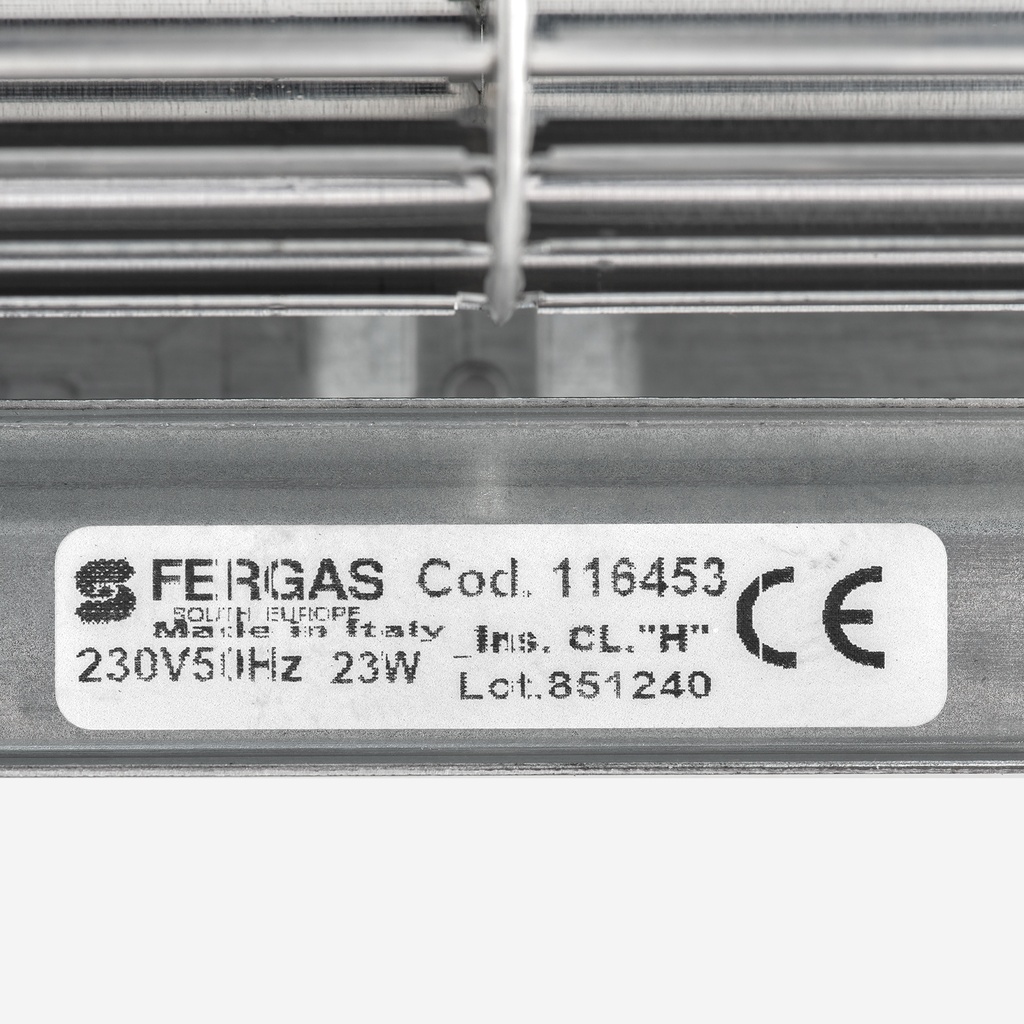 FERGAS Cod. 116453
SOUTH EUROPE
Made in Italy Ins. CL."H"
230V50Hz 23W
Lot.851240
CE